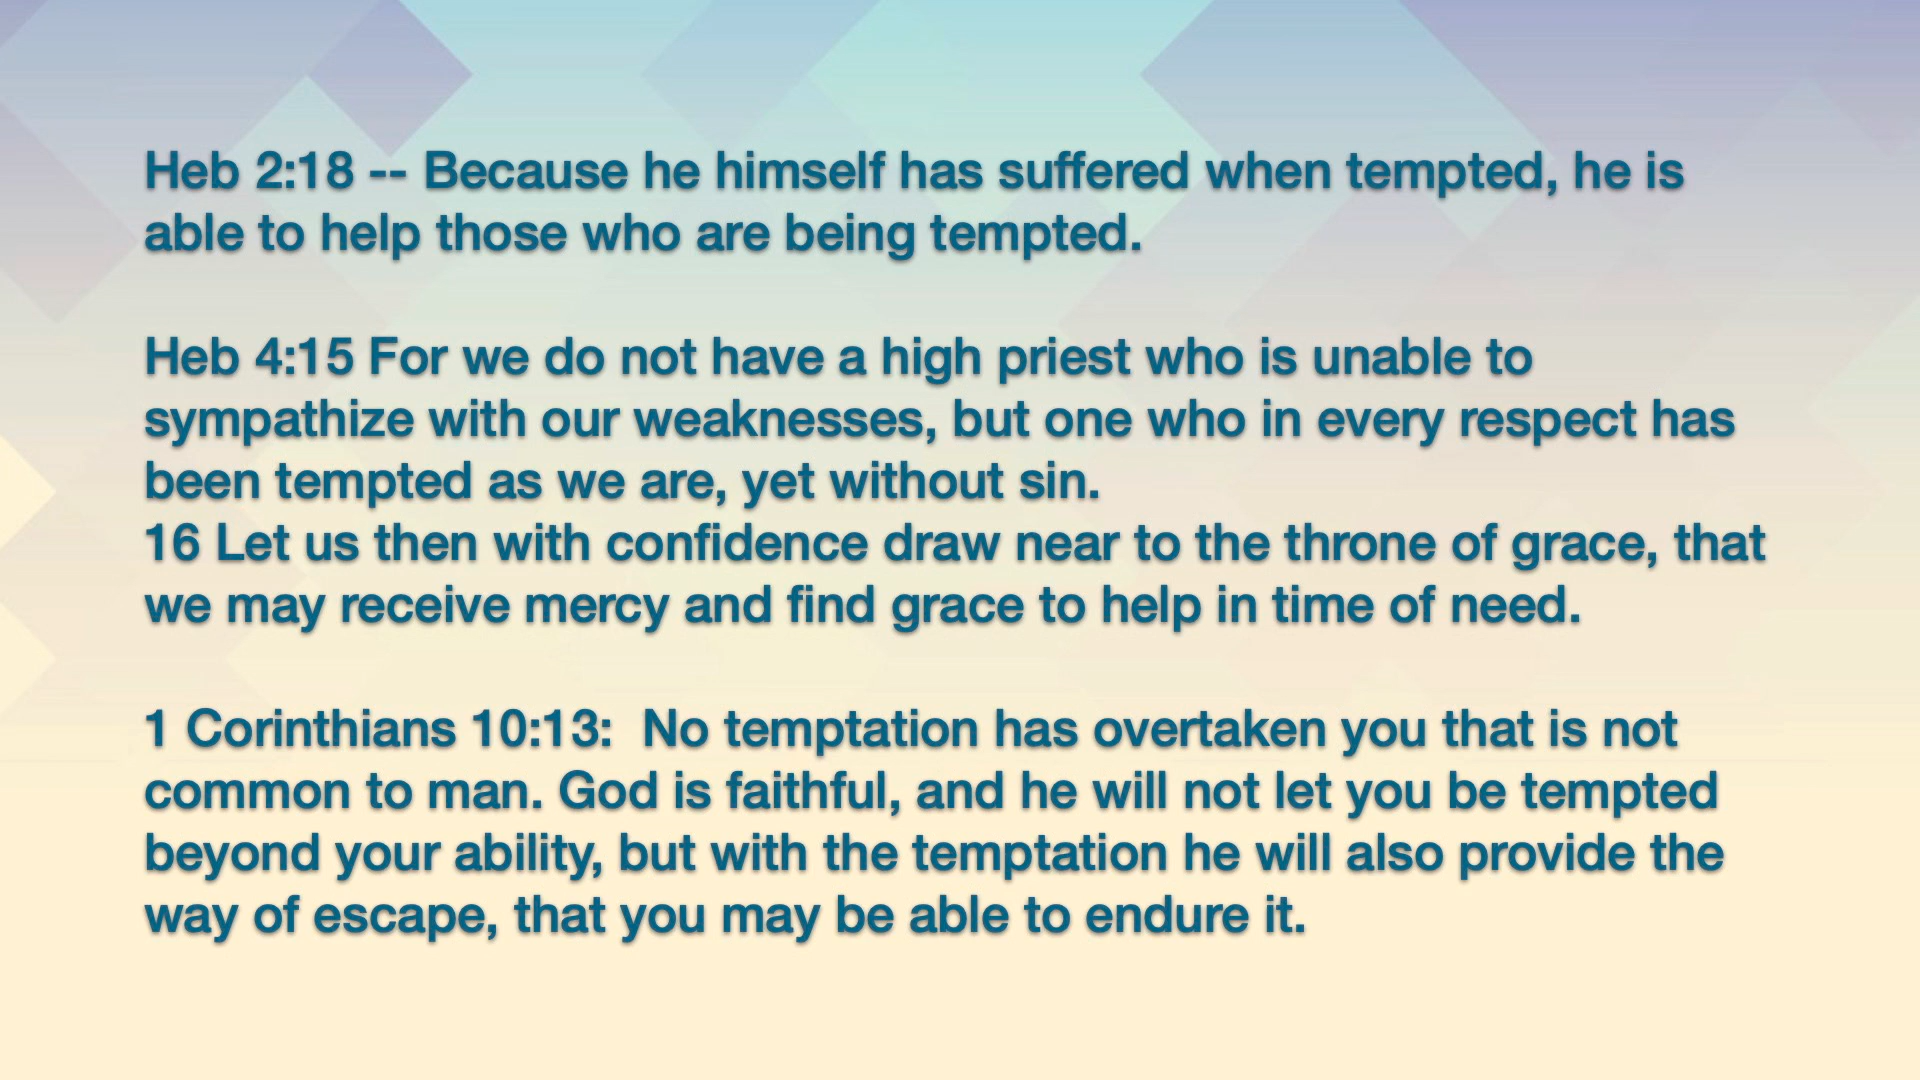 Heb 2:18 -- Because he himself has suffered when tempted, he is
able to help those who are being tempted.
Heb 4:15 For we do not have a high priest who is unable to
sympathize with our weaknesses, but one who in every respect has
been tempted as we are, yet without sin.
16 Let us then with confidence draw near to the throne of grace, that
we may receive mercy and find grace to help in time of need.
1 Corinthians 10:13:  No temptation has overtaken you that is not
common to man. God is faithful, and he will not let you be tempted
beyond your ability, but with the temptation he will also provide the
way of escape, that you may be able to endure it.